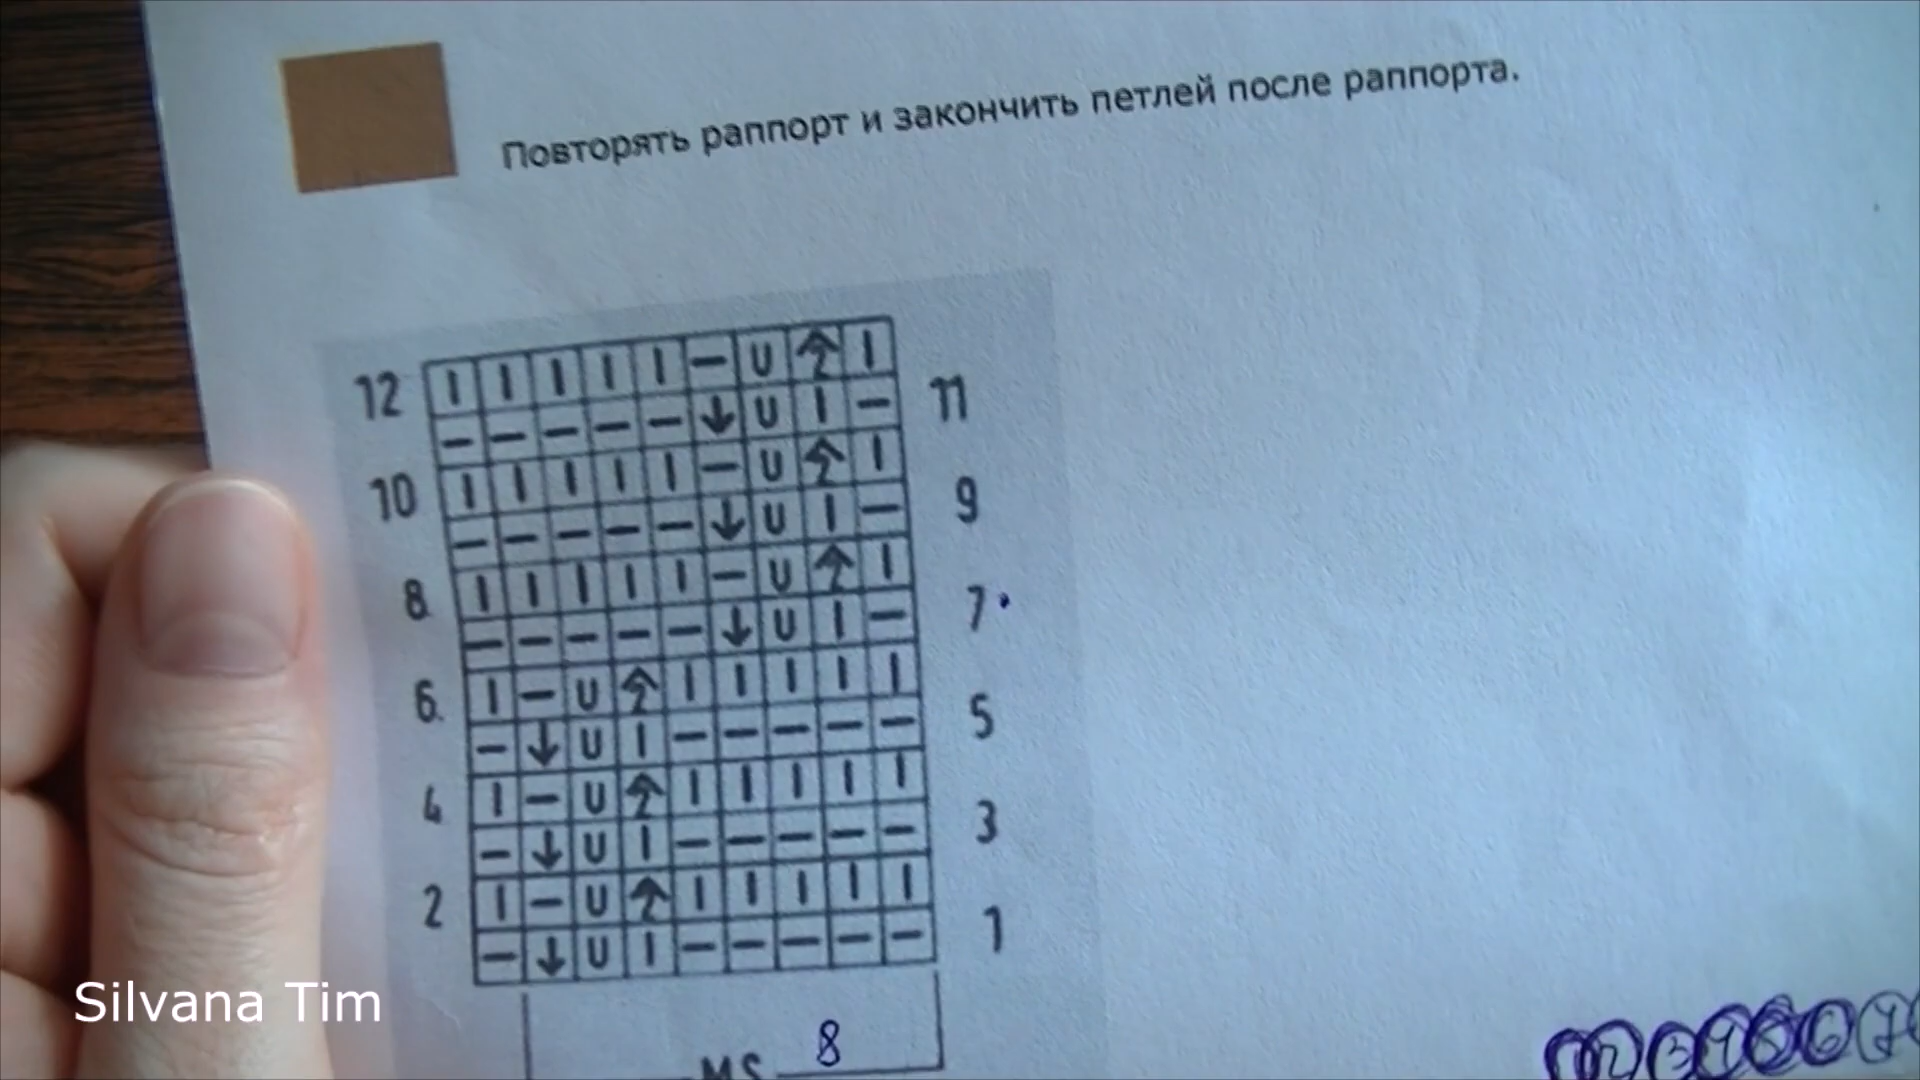 Повторять раппорт и закончить петлей после раппорта.
12 I I I I I – U I
– – – – – ↓ U I – 11
10 I I I I I – U I
– – – – – ↓ U I – 9
8. I I I I I – U I
– – – – – ↓ U I – 7.
6. I – U I I I I I
– ↓ U I – – – – – 5
4 I – U I I I I I
– ↓ U I – – – – – 3
2 I – U I I I I I
– ↓ U I – – – – – 1
MS 8
Silvana Tim